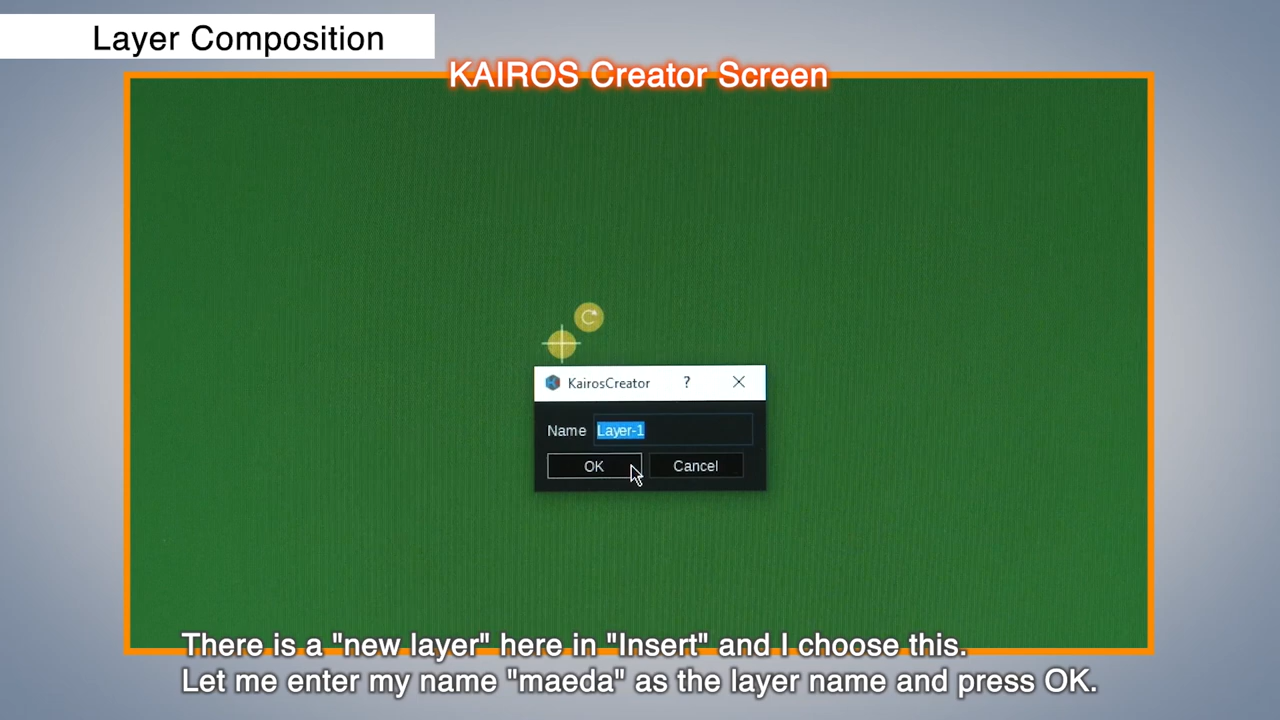 Layer Composition
KAIROS Creator Screen
KairosCreator ?
Name Layer-1
OK Cancel
There is a "new layer" here in "Insert" and I choose this.
Let me enter my name "maeda" as the layer name and press OK.